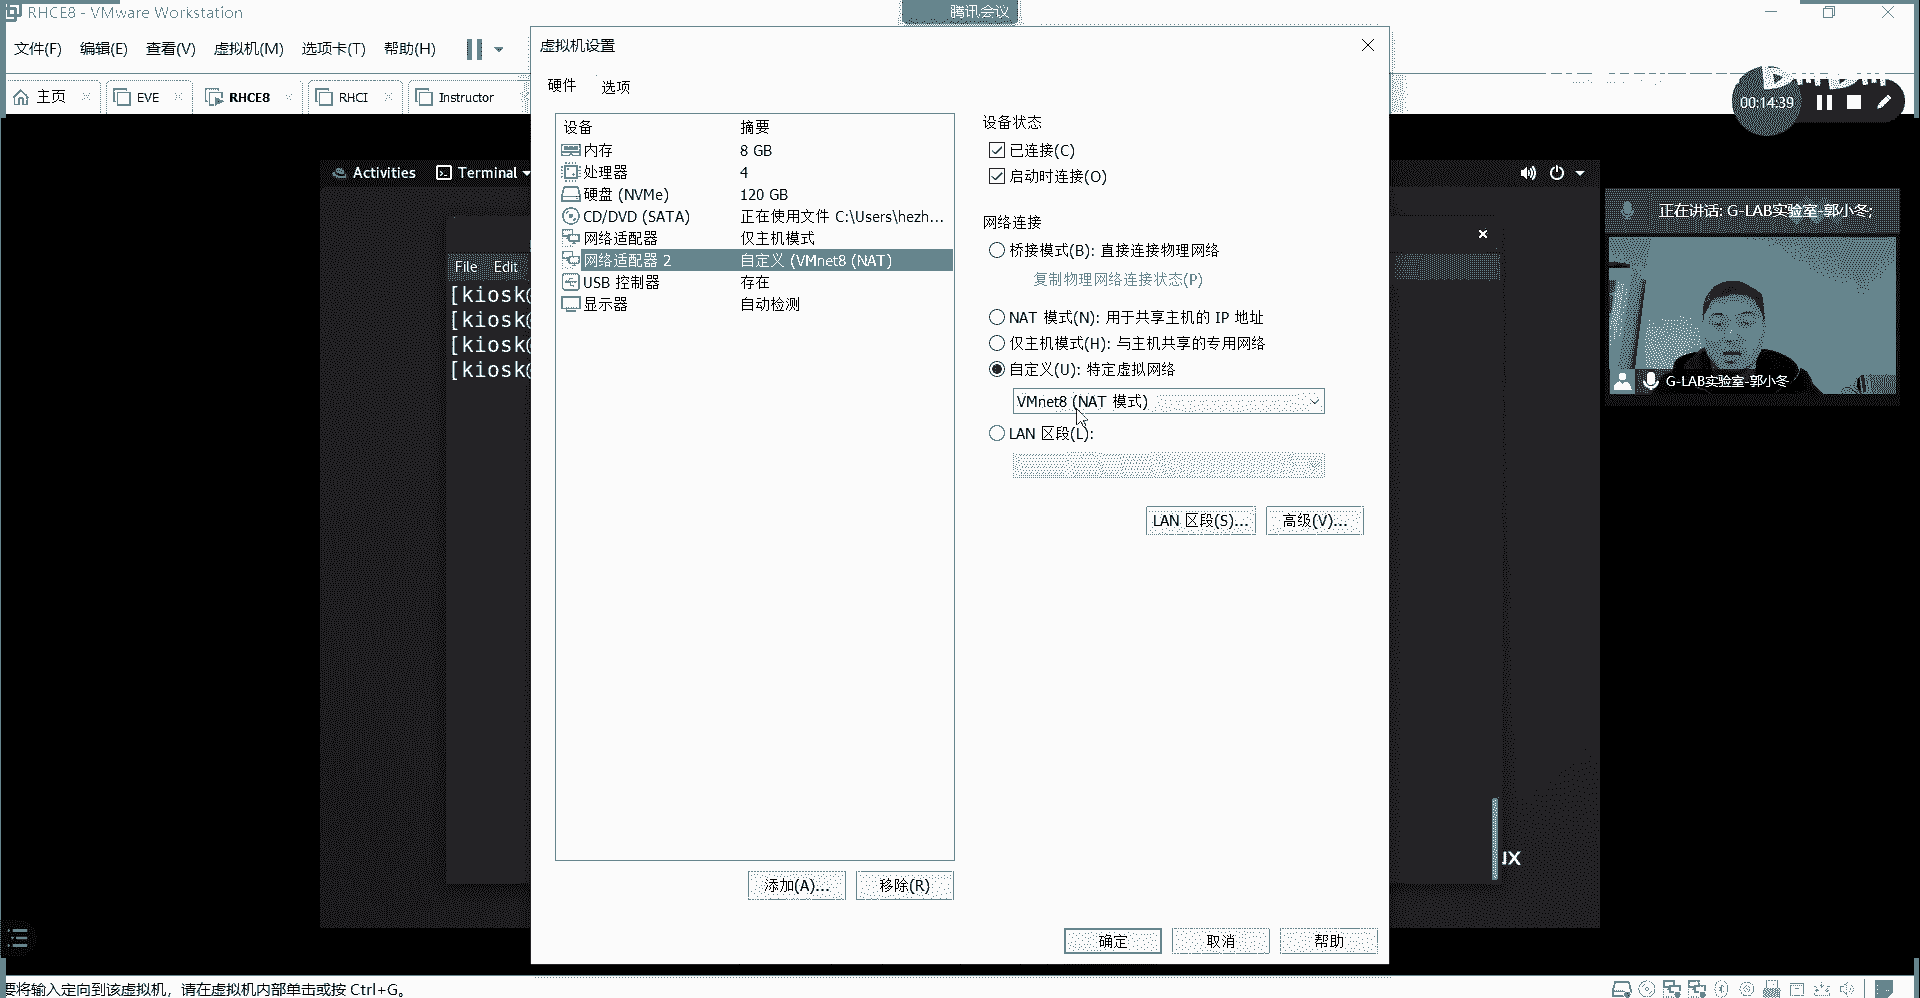 RHCE8 - VMware Workstation
腾讯会议
文件(F) 编辑(E) 查看(V) 虚拟机(M) 选项卡(T) 帮助(H)
主页 EVE RHCE8 RHCI Instructor
虚拟机设置
硬件 选项
设备 摘要
内存 8 GB
处理器 4
硬盘 (NVMe) 120 GB
CD/DVD (SATA) 正在使用文件 C:\Users\hezh...
网络适配器 仅主机模式
网络适配器 2 自定义 (VMnet8 (NAT)
USB 控制器 存在
显示器 自动检测
添加(A)... 移除(R)
设备状态
已连接(C)
启动时连接(O)
网络连接
桥接模式(B): 直接连接物理网络
复制物理网络连接状态(P)
NAT 模式(N): 用于共享主机的 IP 地址
仅主机模式(H): 与主机共享的专用网络
自定义(U): 特定虚拟网络
VMnet8 (NAT 模式)
LAN 区段(L):
LAN 区段(S)... 高级(V)...
确定 取消 帮助
Activities Terminal
File Edit
[kiosk@
[kiosk@
[kiosk@
[kiosk@
UX
00:14:39
正在讲话: G-LAB实验室-郭小冬;
G-LAB实验室-郭小冬
要将输入定向到该虚拟机，请在虚拟机内部单击或按 Ctrl+G。